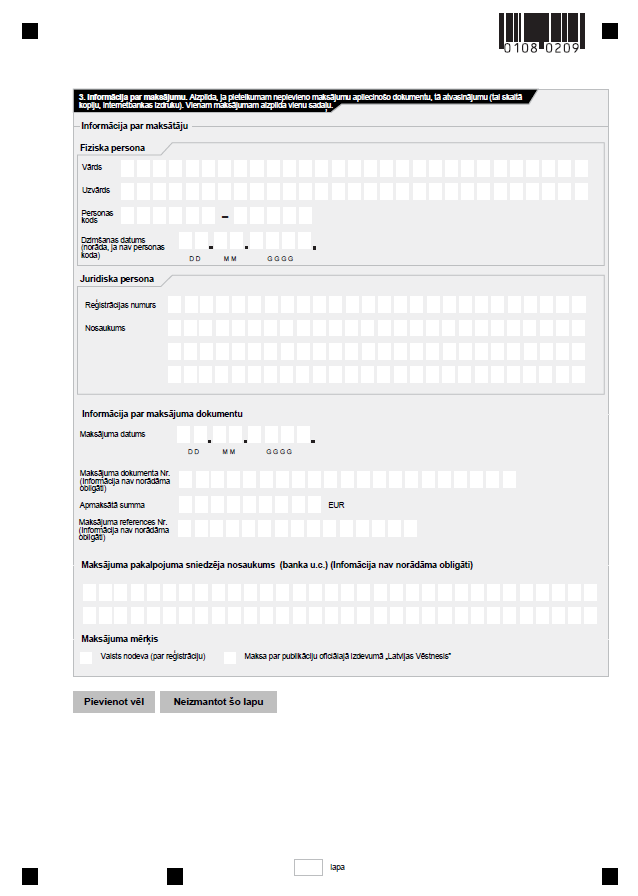 0108 0209
3. Informācija par maksājumu. Aizpilda, ja pieteikumam nepievieno maksājumu apliecinošo dokumentu, tā atvasinājumu (tai skaitā
kopiju, internetbankas izdruku). Vienam maksājumam aizpilda vienu sadaļu.
Informācija par maksātāju
Fiziska persona
Vārds
Uzvārds
Personas
kods
–
Dzimšanas datums
(norāda, ja nav personas
koda)
. . .
DD MM GGGG
Juridiska persona
Reģistrācijas numurs
Nosaukums
Informācija par maksājuma dokumentu
Maksājuma datums
. . .
DD MM GGGG
Maksājuma dokumenta Nr.
(Informācija nav norādāma
obligāti)
Apmaksātā summa EUR
Maksājuma references Nr.
(Informācija nav norādāma
obligāti)
Maksājuma pakalpojuma sniedzēja nosaukums (banka u.c.) (Infomācija nav norādāma obligāti)
Maksājuma mērķis
Valsts nodeva (par reģistrāciju) Maksa par publikāciju oficiālajā izdevumā „Latvijas Vēstnesis”
Pievienot vēl Neizmantot šo lapu
lapa